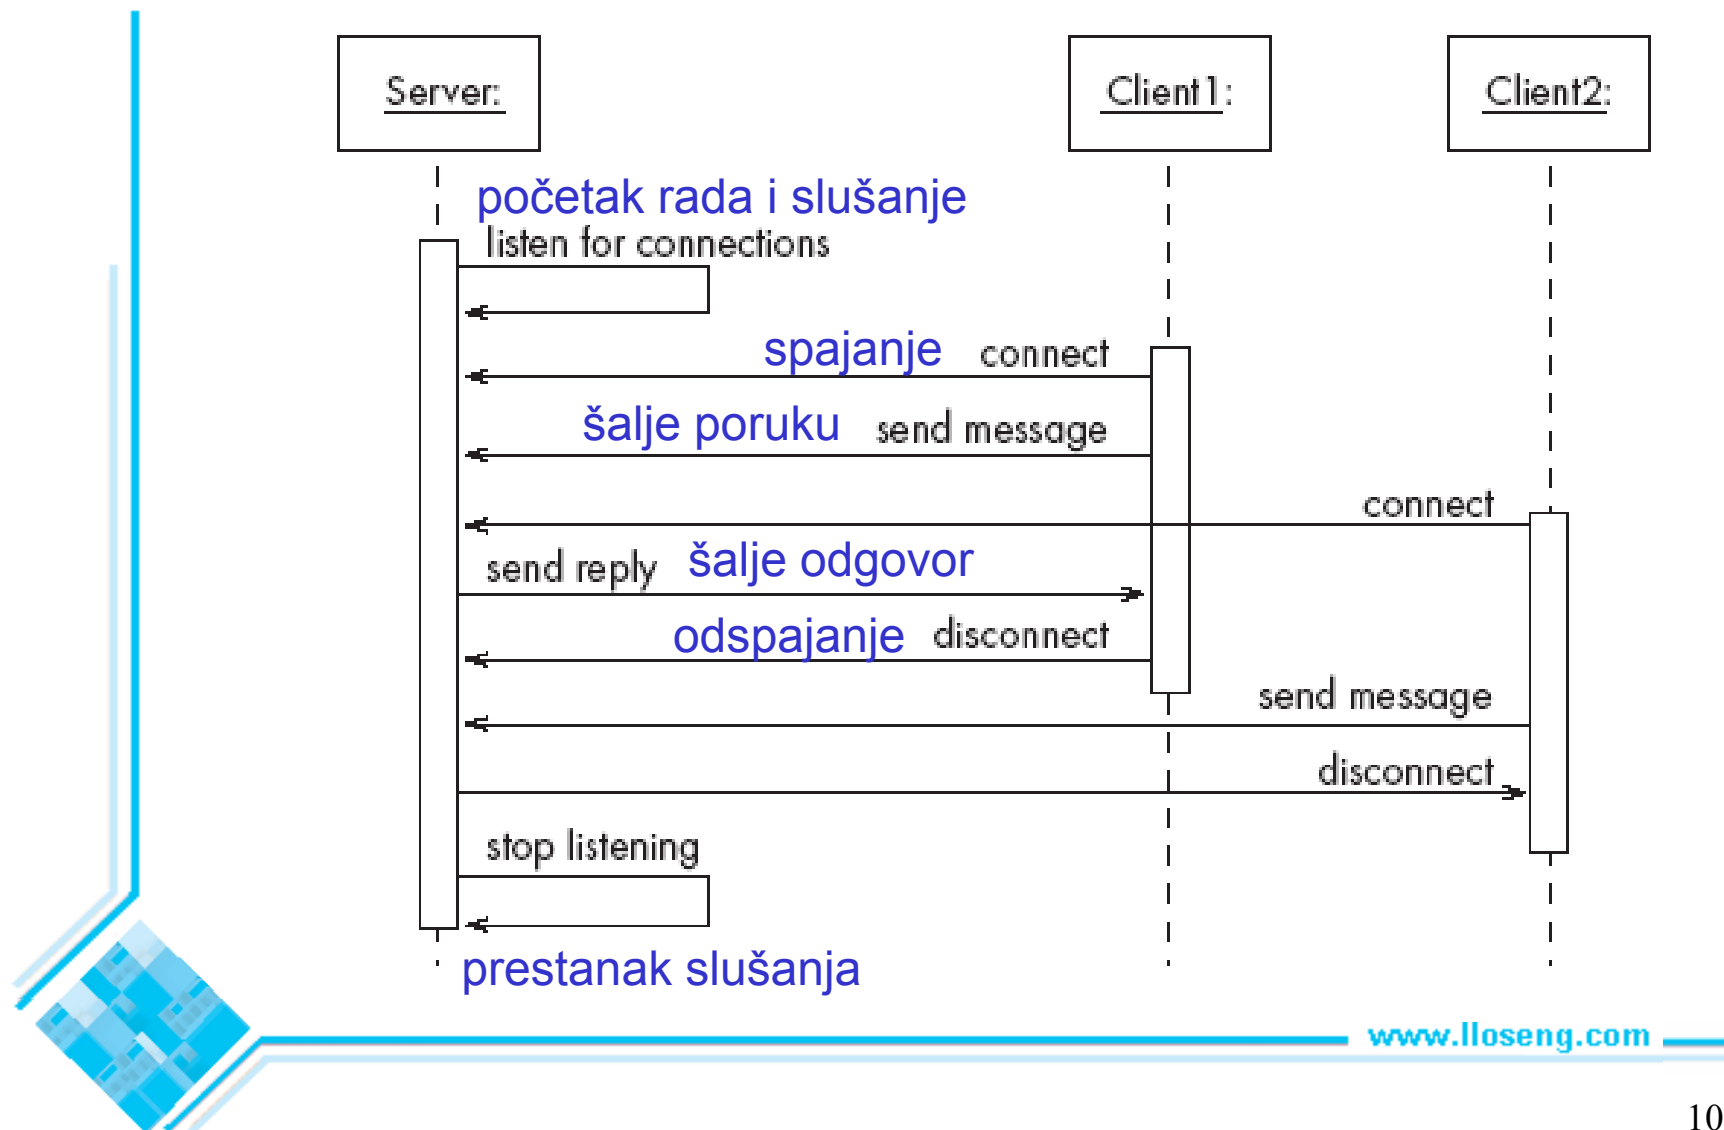 Server:
Client1:
Client2:
početak rada i slušanje
listen for connections
spajanje connect
šalje poruku send message
connect
send reply šalje odgovor
odspajanje disconnect
send message
disconnect
stop listening
prestanak slušanja
www.lloseng.com
10